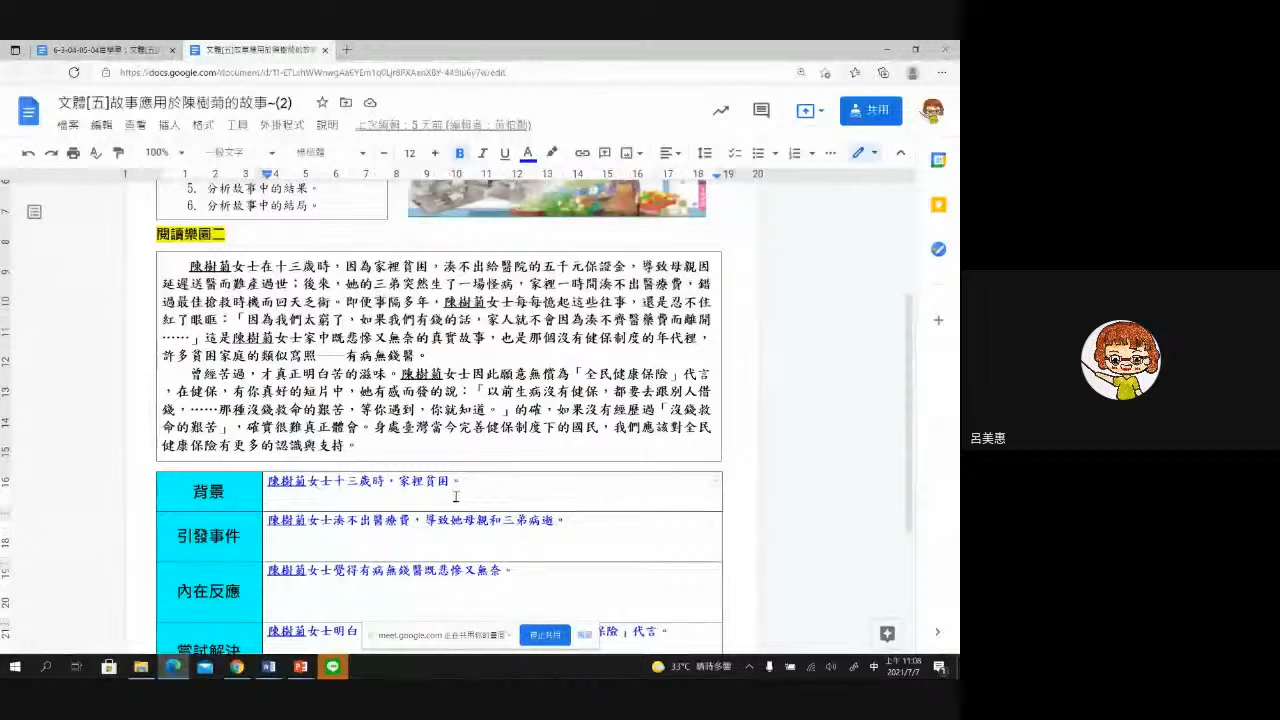 文體[五]故事應用於陳樹菊的故事~(2)
檔案 編輯 查看 插入 格式 工具 外掛程式 說明
共用
100% 一般文字 標楷體 12
5. 分析故事中的結果。
6. 分析故事中的結局。
閱讀樂園二
陳樹菊女士在十三歲時，因為家裡貧困，湊不出給醫院的五千元保證金，導致母親因
延遲送醫而難產過世；後來，她的三弟突然生了一場怪病，家裡一時間湊不出醫療費，錯
過最佳搶救時機而回天乏術。即便事隔多年，陳樹菊女士每每憶起這些往事，還是忍不住
紅了眼眶：「因為我們太窮了，如果我們有錢的話，家人就不會因為湊不齊醫藥費而離開
……」這是陳樹菊女士家中既悲慘又無奈的真實故事，也是那個沒有健保制度的年代裡，
許多貧困家庭的類似寫照──有病無錢醫。
曾經苦過，才真正明白苦的滋味。陳樹菊女士因此願意無償為「全民健康保險」代言
，在健保，有你真好的短片中，她有感而發的說：「以前生病沒有健保，都要去跟別人借
錢，……那種沒錢救命的艱苦，等你遇到，你就知道。」的確，如果沒有經歷過「沒錢救
命的艱苦」，確實很難真正體會。身處臺灣當今完善健保制度下的國民，我們應該對全民
健康保險有更多的認識與支持。
背景
陳樹菊女士十三歲時，家裡貧困。
引發事件
陳樹菊女士湊不出醫療費，導致她母親和三弟病逝。
內在反應
陳樹菊女士覺得有病無錢醫既悲慘又無奈。
嘗試解決
陳樹菊女士明白
保險」代言。
停止共用
隱藏
呂美惠
33°C 晴時多雲
中
上午 11:08
2021/7/7